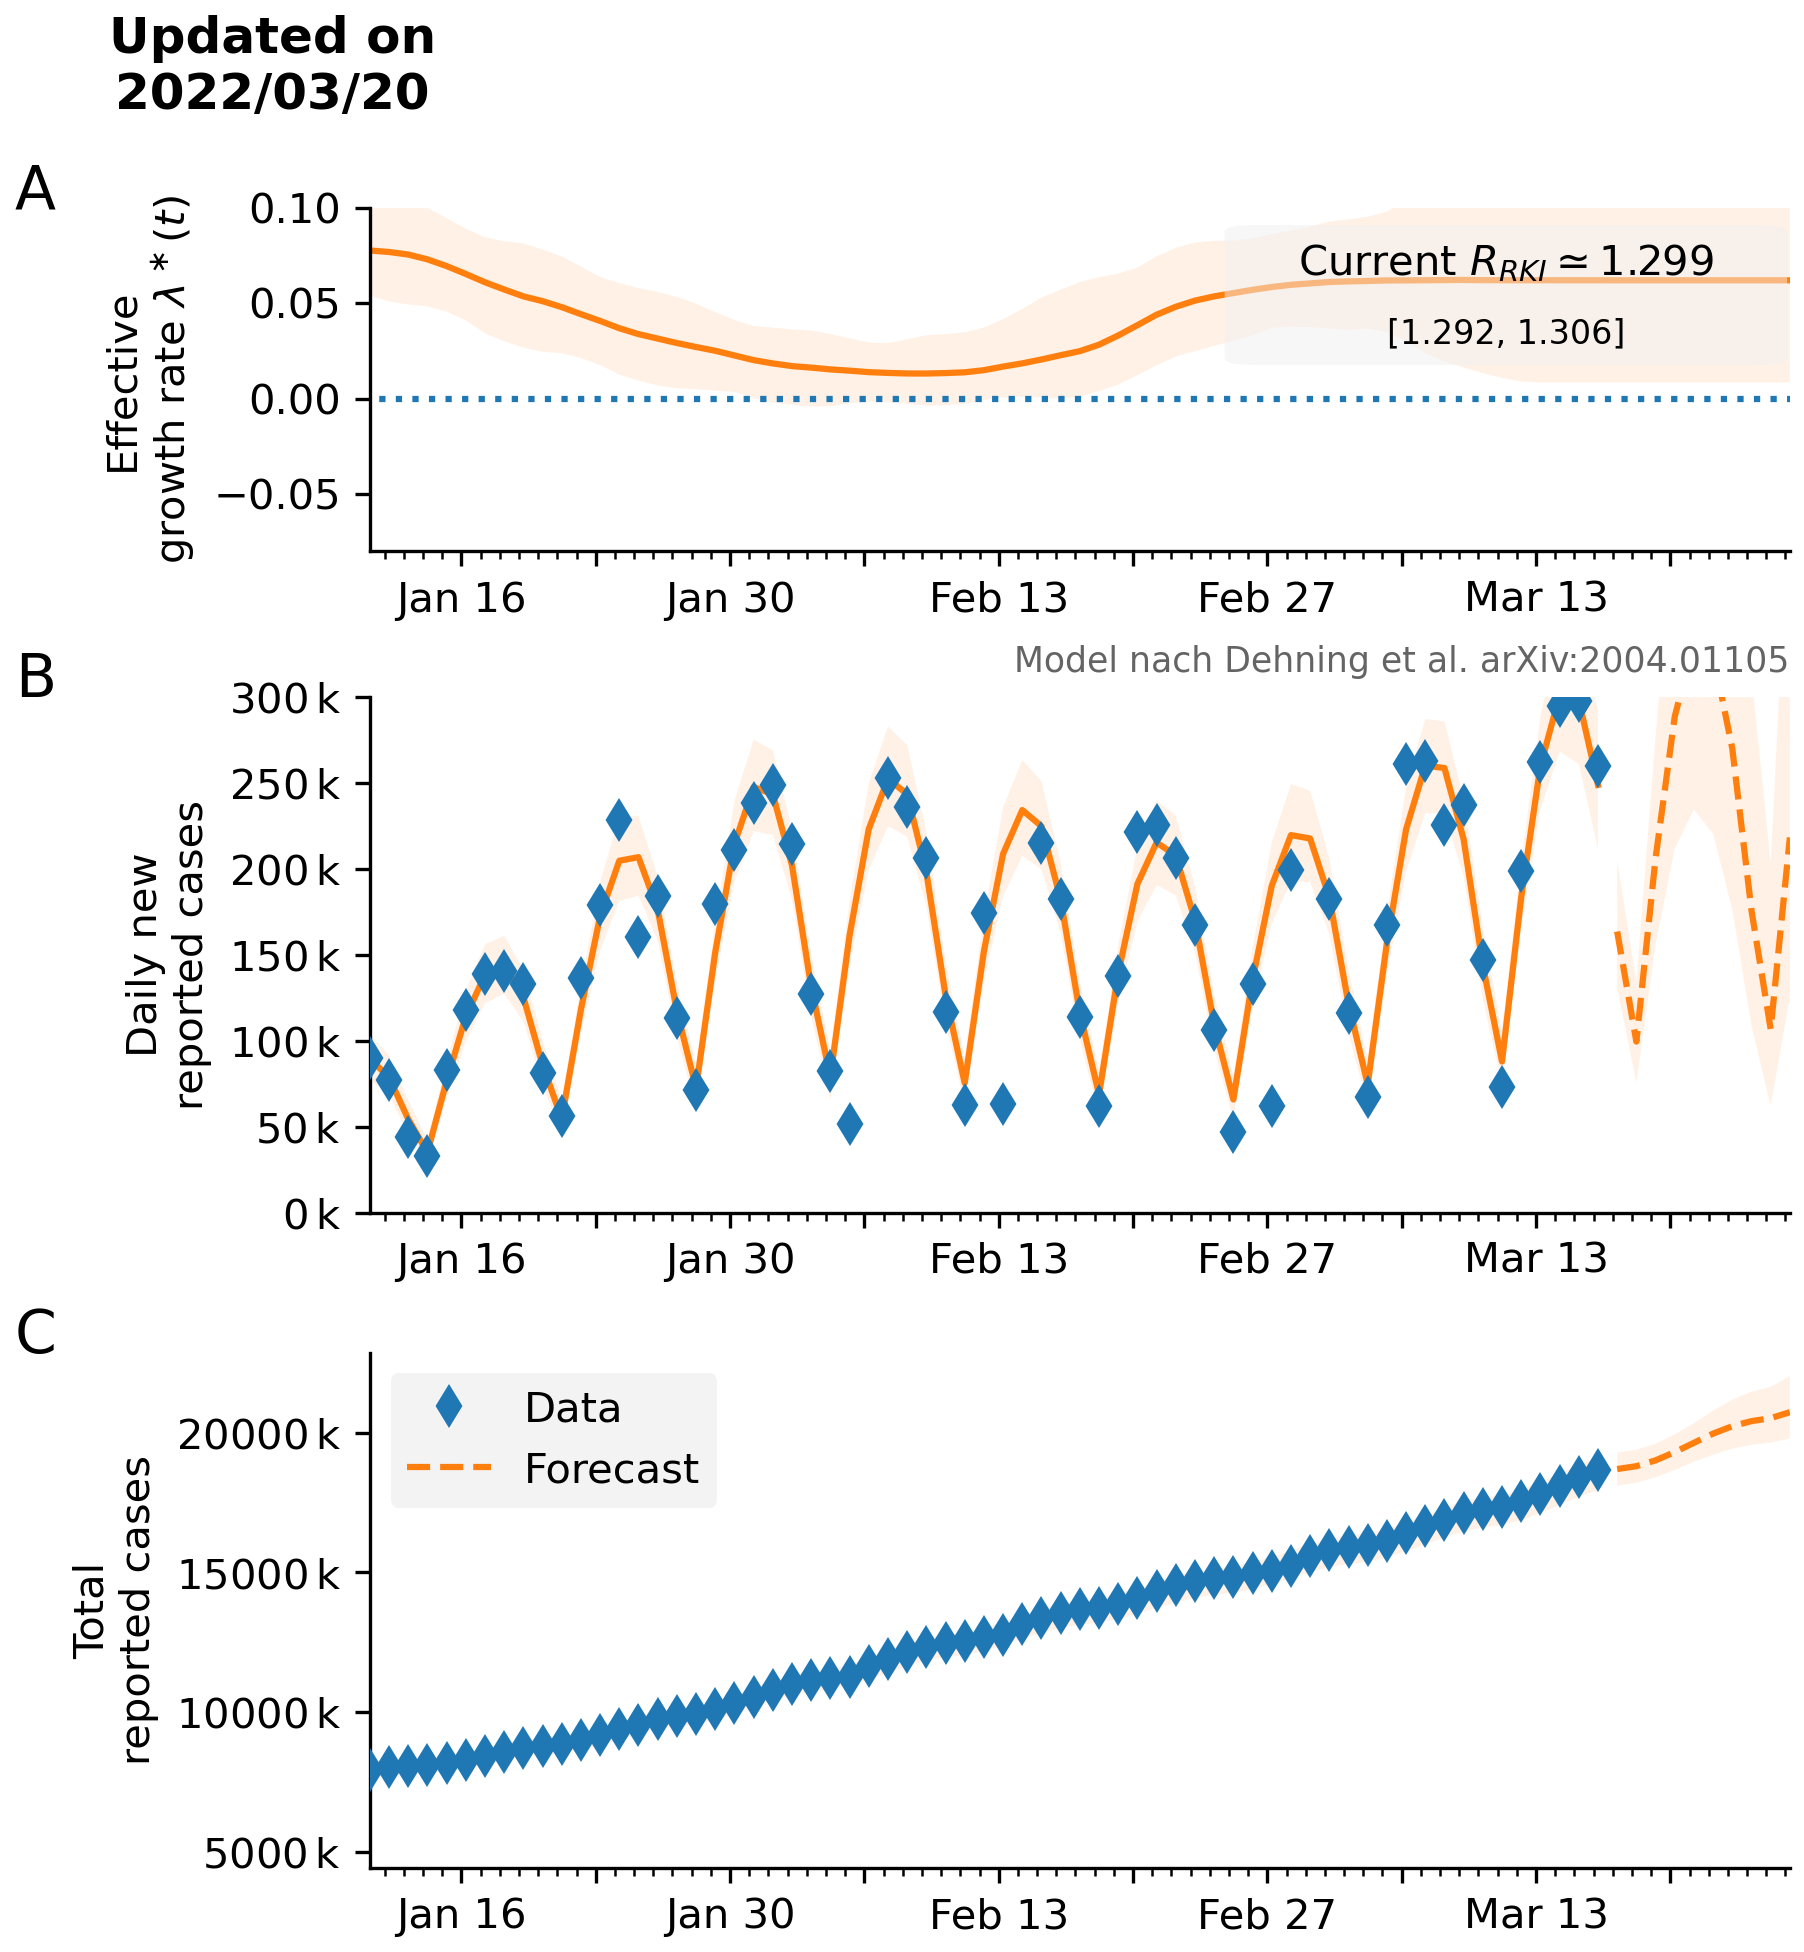 Updated on
2022/03/20
A
Effective
growth rate λ * (t)
0.10
0.05
0.00
−0.05
Current R_RKI ≃ 1.299
[1.292, 1.306]
Jan 16 Jan 30 Feb 13 Feb 27 Mar 13
Model nach Dehning et al. arXiv:2004.01105
B
Daily new
reported cases
300 k
250 k
200 k
150 k
100 k
50 k
0 k
Jan 16 Jan 30 Feb 13 Feb 27 Mar 13
C
Total
reported cases
20000 k
15000 k
10000 k
5000 k
Data
Forecast
Jan 16 Jan 30 Feb 13 Feb 27 Mar 13